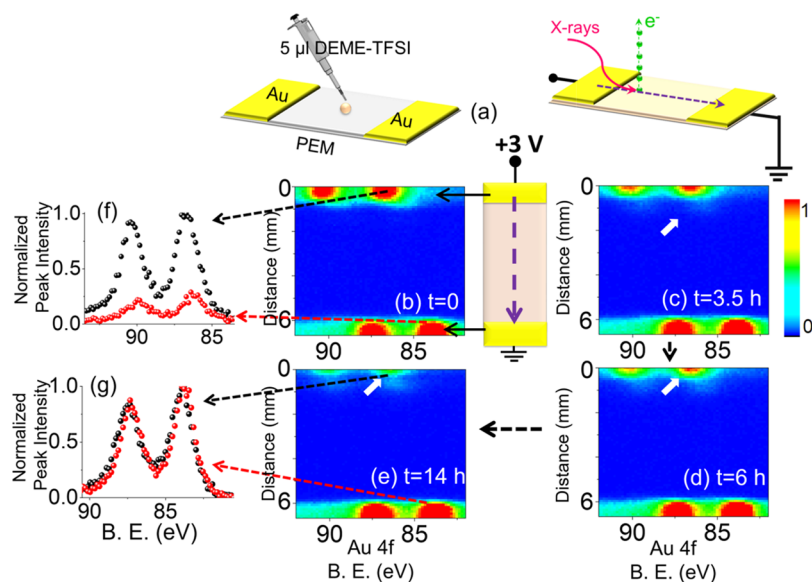 5 µl DEME-TFSI
Au
Au
PEM
(a)
X-rays
e-
+3 V
(f)
Normalized
Peak Intensity
1.0
0.5
0.0
90
85
0
Distance (mm)
6
(b) t=0
90
85
0
Distance (mm)
6
(c) t=3.5 h
90
85
1
0
(g)
Normalized
Peak Intensity
1.0
0.5
0.0
90
85
B. E. (eV)
0
Distance (mm)
6
(e) t=14 h
90
85
Au 4f
B. E. (eV)
0
Distance (mm)
6
(d) t=6 h
90
85
Au 4f
B. E. (eV)